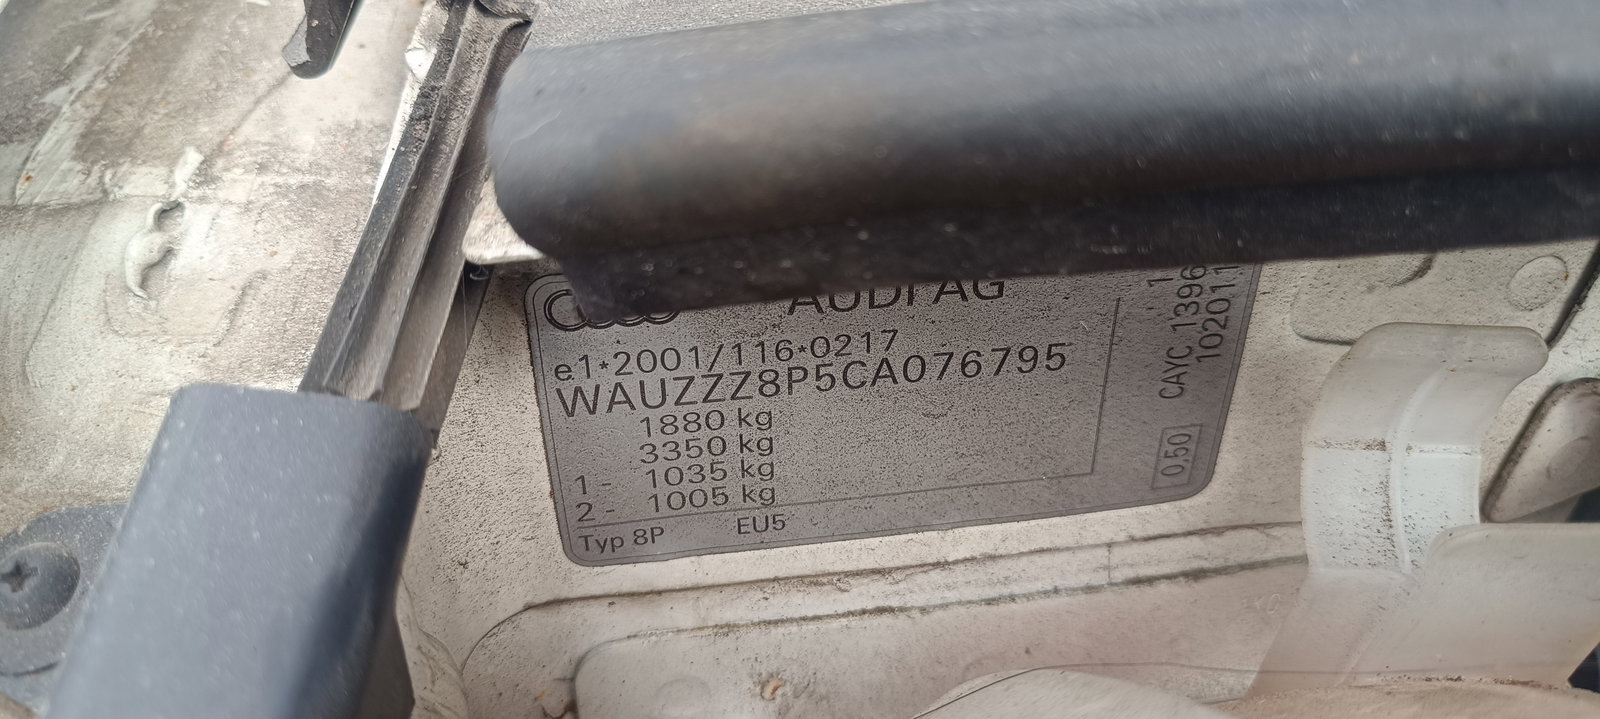 AUDI AG
e1*2001/116*0217
WAUZZZ8P5CA076795
1880 kg
3350 kg
1 - 1035 kg
2 - 1005 kg
Typ 8P EU5
CAYC 1396
102011
0,50